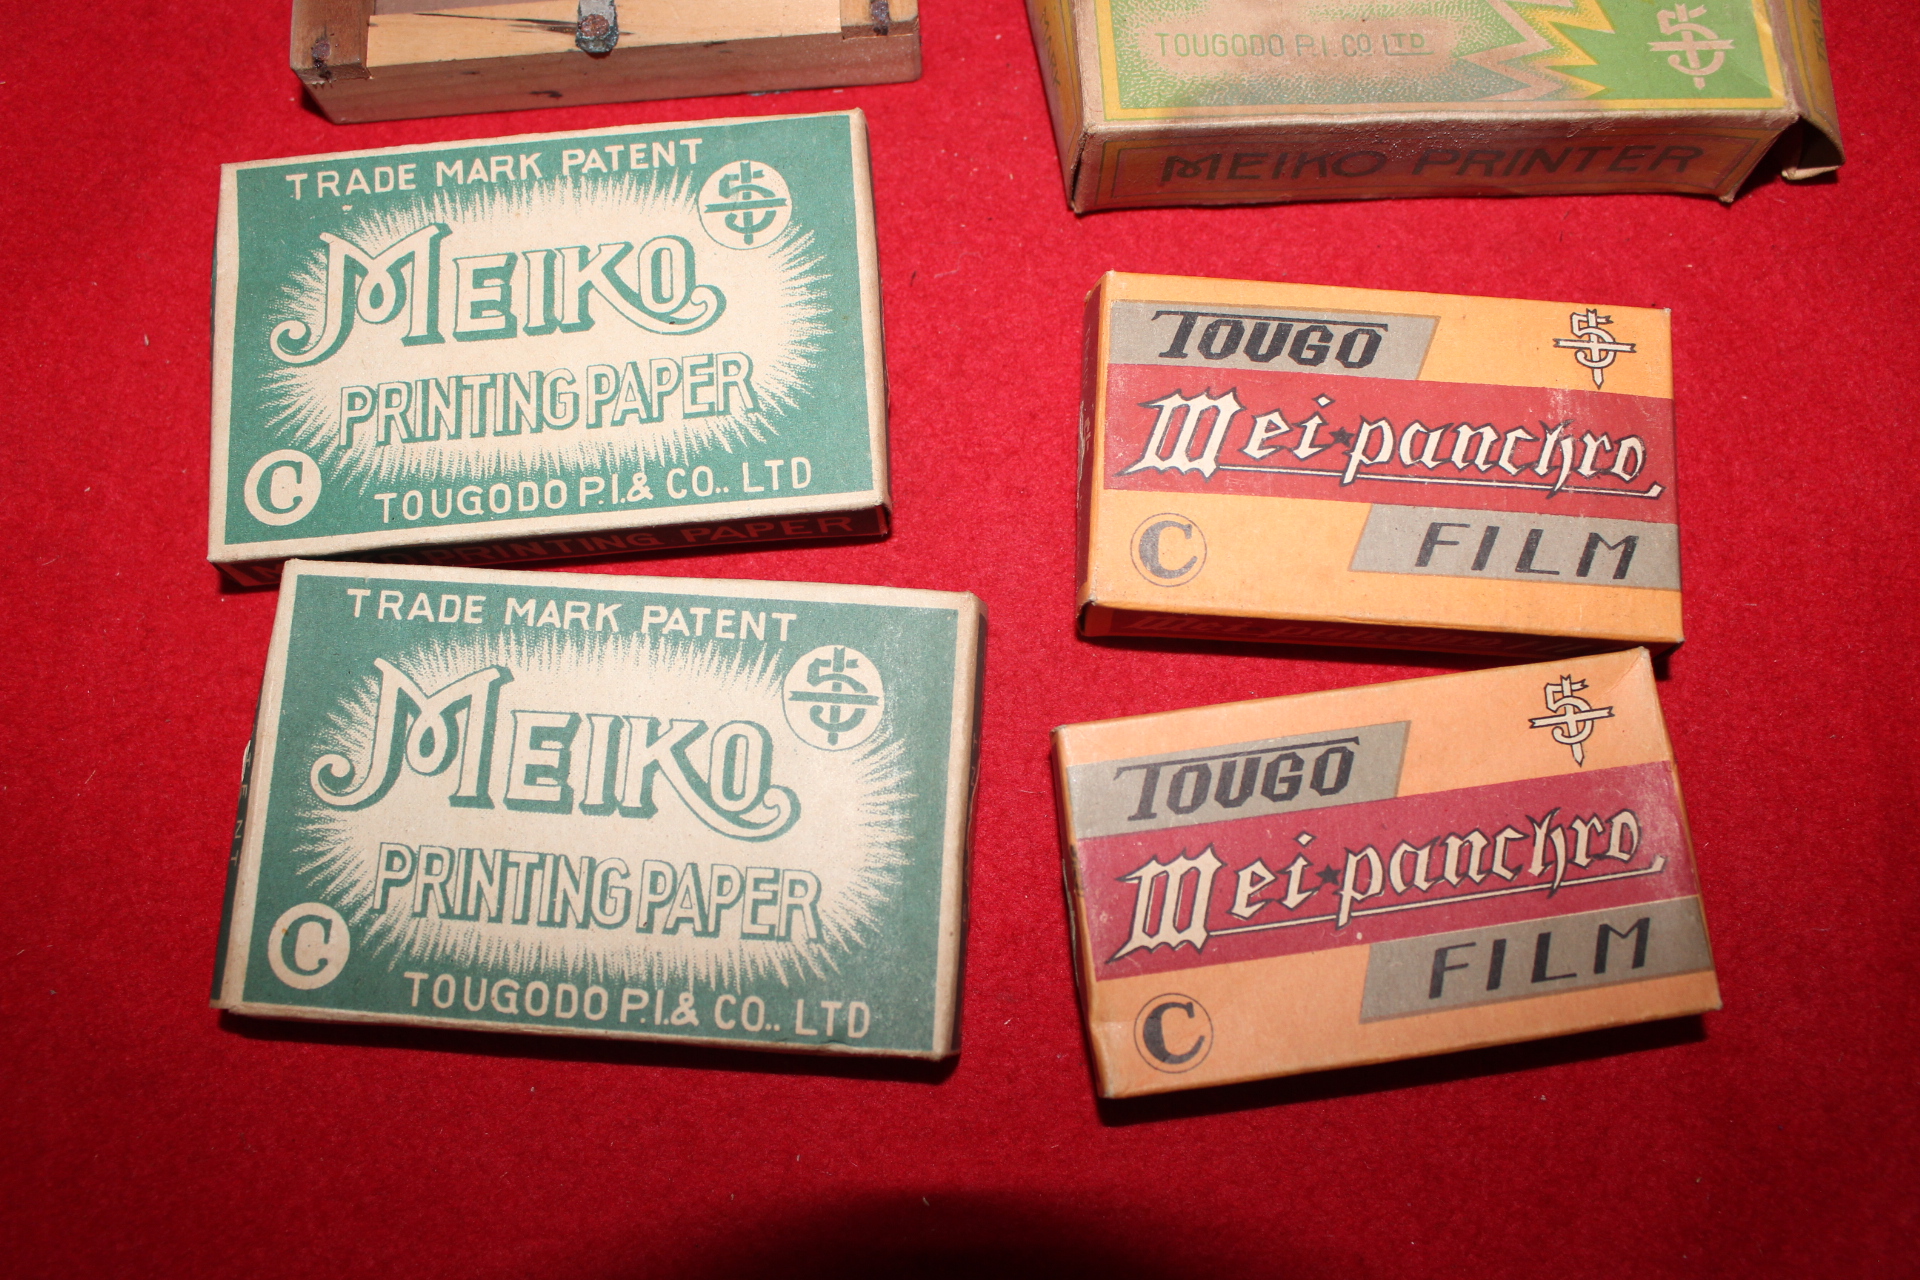 TOUGODO P.I. CO LTD
MEIKO PRINTER
TRADE MARK PATENT
MEIKO
PRINTING PAPER
C
TOUGODO P.I.& CO.. LTD
PRINTING PAPER
TOUGO
Mei★panchro
C
FILM
TRADE MARK PATENT
MEIKO
PRINTING PAPER
C
TOUGODO P.I.& CO.. LTD
TOUGO
Mei★panchro
FILM
C